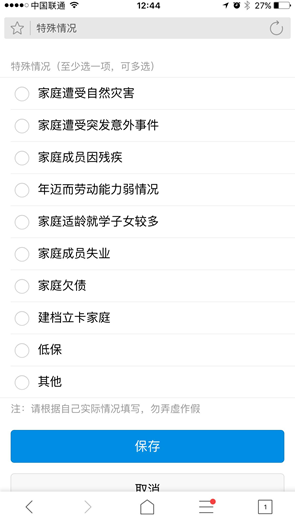 中国联通 12:44 27%
特殊情况
特殊情况（至少选一项，可多选）
家庭遭受自然灾害
家庭遭受突发意外事件
家庭成员因残疾
年迈而劳动能力弱情况
家庭适龄就学子女较多
家庭成员失业
家庭欠债
建档立卡家庭
低保
其他
注：请根据自己实际情况填写，勿弄虚作假
保存
取消
1